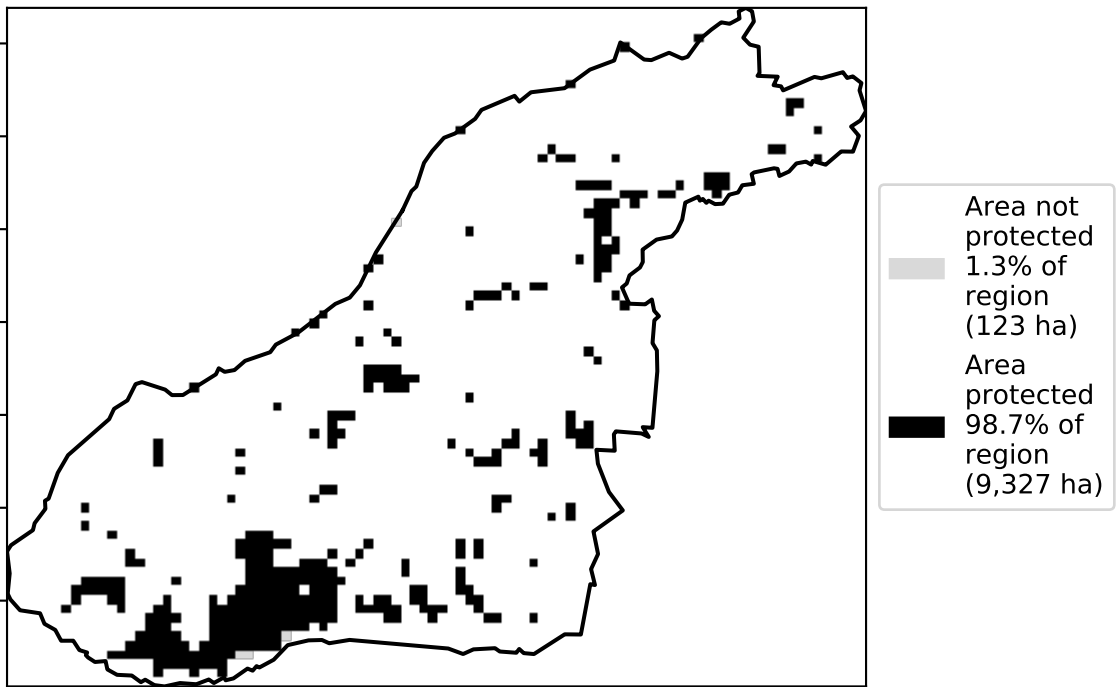 Area not
protected
1.3% of
region
(123 ha)
Area
protected
98.7% of
region
(9,327 ha)